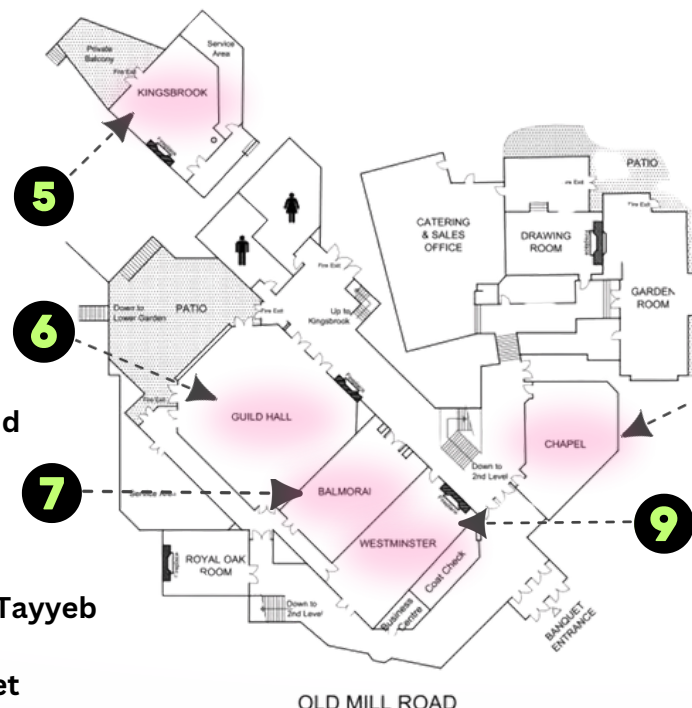 Private
Balcony
Service
Area
Fire Exit
KINGSBROOK
5
PATIO
Fire Exit
CATERING
& SALES
OFFICE
DRAWING
ROOM
GARDEN
ROOM
Fire Exit
Down to
Lower Garden
PATIO
Fire Exit
Up to
Kingsbrook
6
Fire Exit
GUILD HALL
d
CHAPEL
Down to
2nd Level
7
BALMORAL
Service Area
9
WESTMINSTER
Coat Check
ROYAL OAK
ROOM
Business
Centre
Down to
2nd Level
Tayyeb
BANQUET
ENTRANCE
et
OLD MILL ROAD